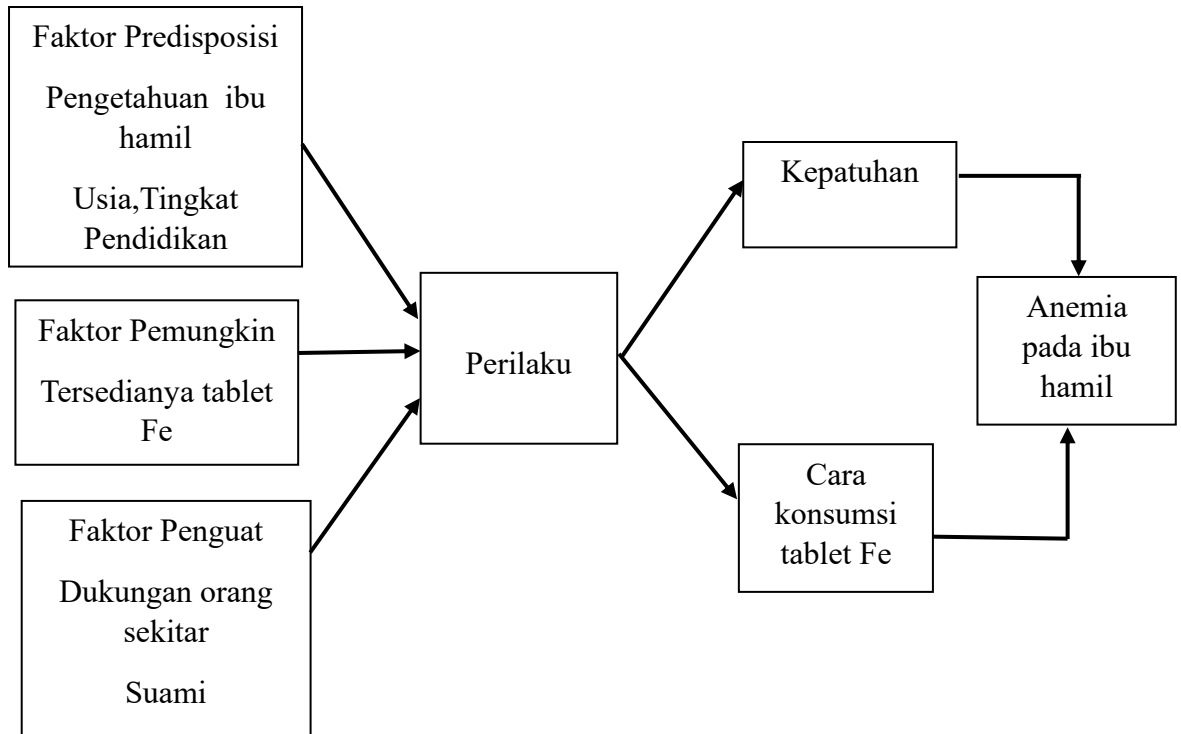 Faktor Predisposisi
Pengetahuan ibu
hamil
Usia,Tingkat
Pendidikan
Faktor Pemungkin
Tersedianya tablet
Fe
Faktor Penguat
Dukungan orang
sekitar
Suami
Perilaku
Kepatuhan
Cara
konsumsi
tablet Fe
Anemia
pada ibu
hamil